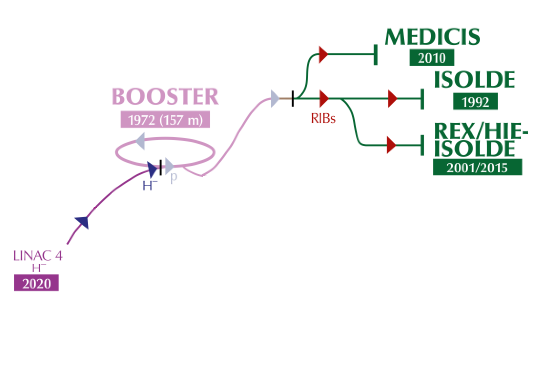 MEDICIS
2010
ISOLDE
1992
BOOSTER
1972 (157 m)
RIBs
REX/HIE-
ISOLDE
2001/2015
H⁻
p
LINAC 4
H⁻
2020